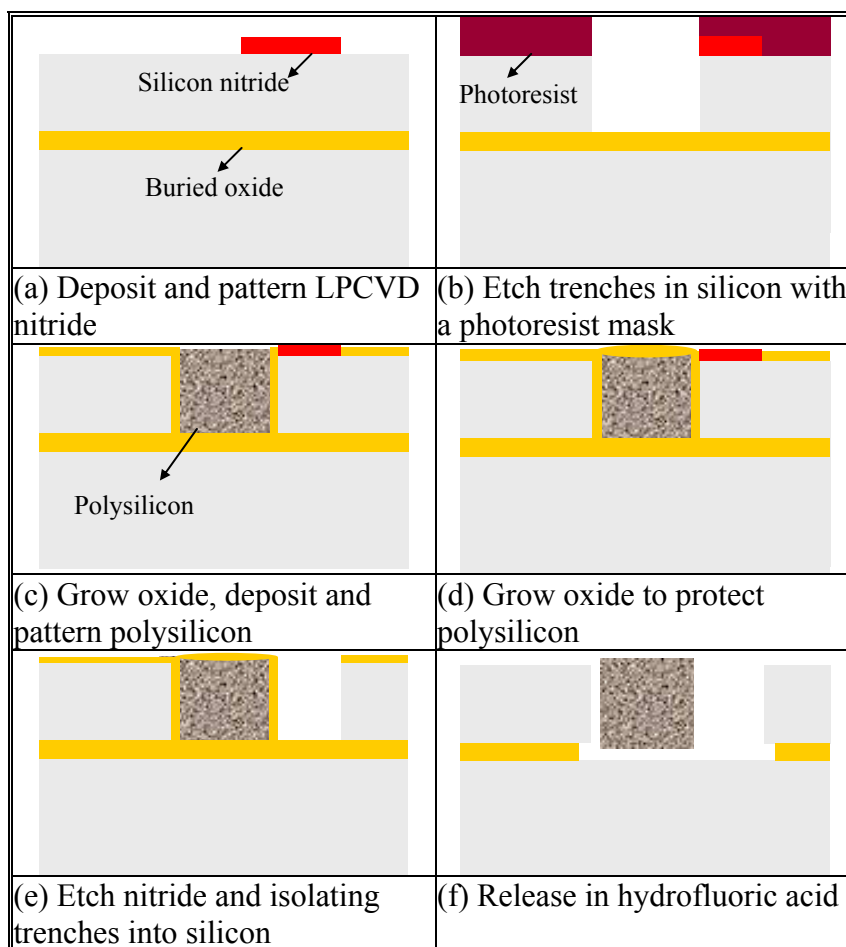 Silicon nitride
Buried oxide
Photoresist
(a) Deposit and pattern LPCVD
nitride
(b) Etch trenches in silicon with
a photoresist mask
Polysilicon
(c) Grow oxide, deposit and
pattern polysilicon
(d) Grow oxide to protect
polysilicon
(e) Etch nitride and isolating
trenches into silicon
(f) Release in hydrofluoric acid